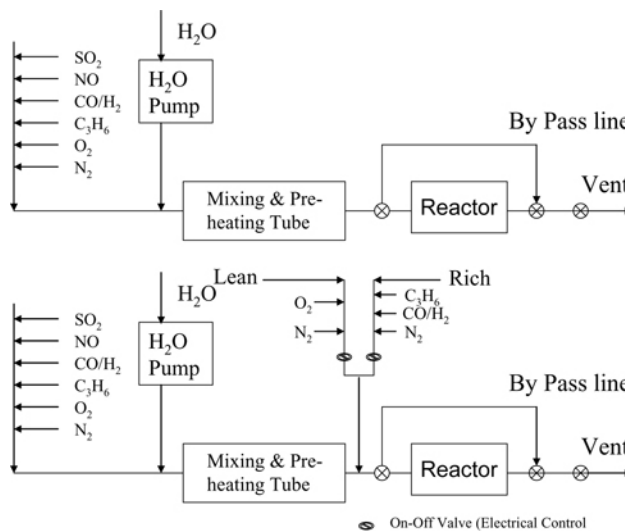 H₂O
SO₂
NO
CO/H₂
C₃H₆
O₂
N₂
H₂O
Pump
By Pass line
Vent
Mixing & Pre-
heating Tube
Reactor
Lean
Rich
H₂O
O₂
C₃H₆
CO/H₂
N₂
N₂
SO₂
NO
CO/H₂
C₃H₆
O₂
N₂
H₂O
Pump
By Pass line
Vent
Mixing & Pre-
heating Tube
Reactor
On-Off Valve (Electrical Control